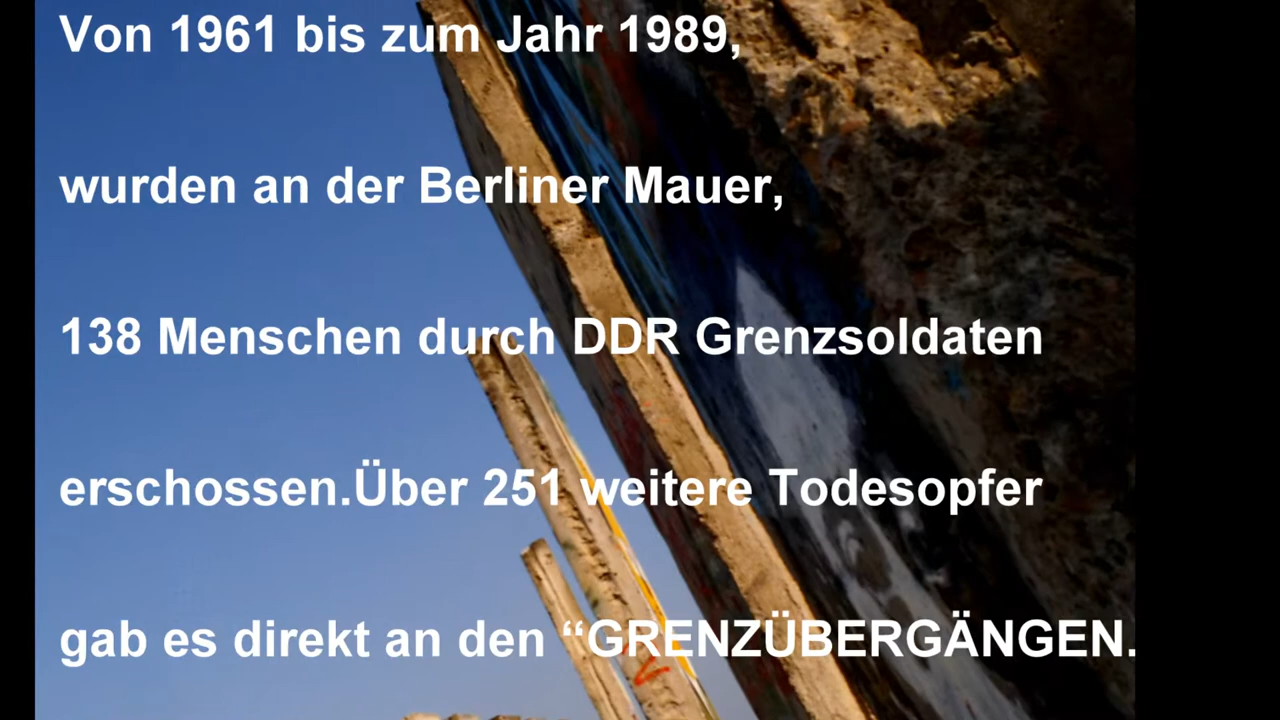 Von 1961 bis zum Jahr 1989,
wurden an der Berliner Mauer,
138 Menschen durch DDR Grenzsoldaten
erschossen.Über 251 weitere Todesopfer
gab es direkt an den “GRENZÜBERGÄNGEN.